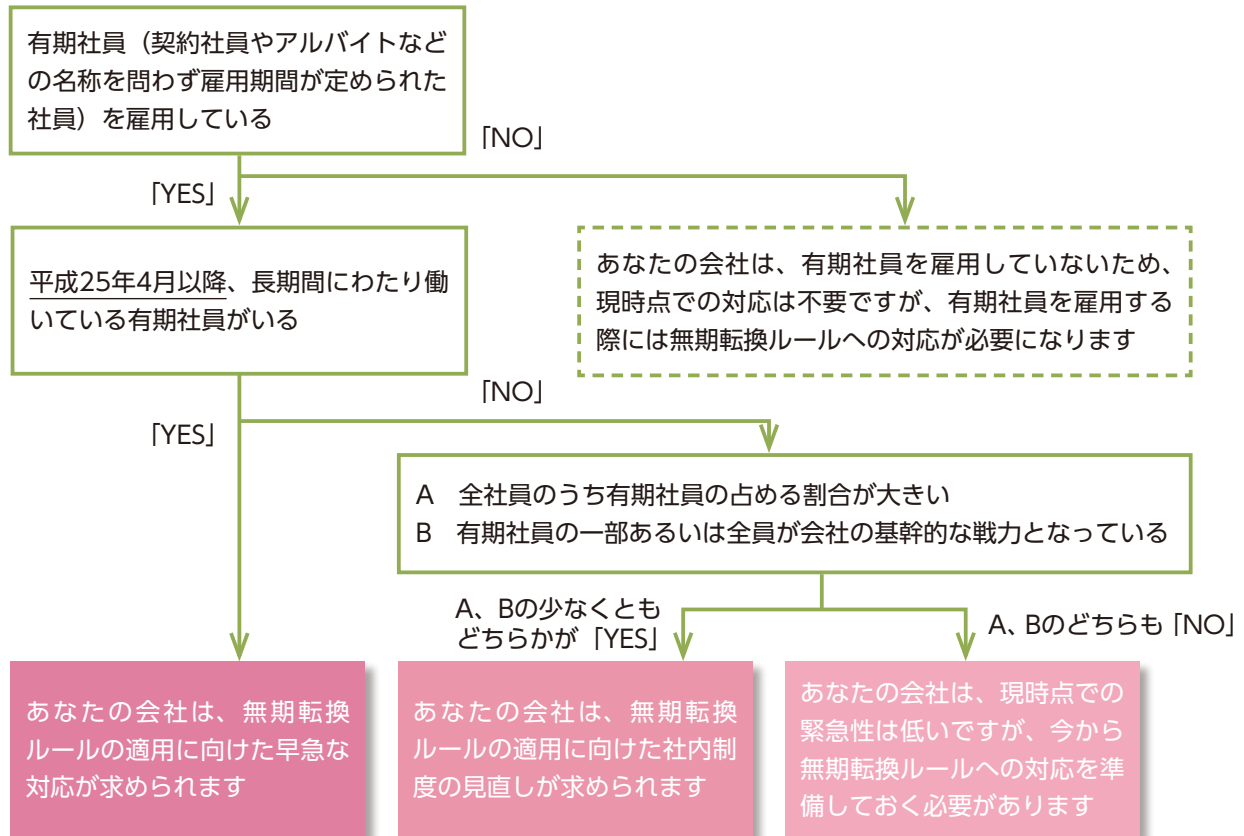 有期社員（契約社員やアルバイトなど
の名称を問わず雇用期間が定められた
社員）を雇用している
「NO」
「YES」
平成25年4月以降、長期間にわたり働
いている有期社員がいる
あなたの会社は、有期社員を雇用していないため、
現時点での対応は不要ですが、有期社員を雇用する
際には無期転換ルールへの対応が必要になります
「NO」
「YES」
A　全社員のうち有期社員の占める割合が大きい
B　有期社員の一部あるいは全員が会社の基幹的な戦力となっている
A、Bの少なくとも
どちらかが「YES」
A、Bのどちらも「NO」
あなたの会社は、無期転換
ルールの適用に向けた早急な
対応が求められます
あなたの会社は、無期転換
ルールの適用に向けた社内制
度の見直しが求められます
あなたの会社は、現時点での
緊急性は低いですが、今から
無期転換ルールへの対応を準
備しておく必要があります